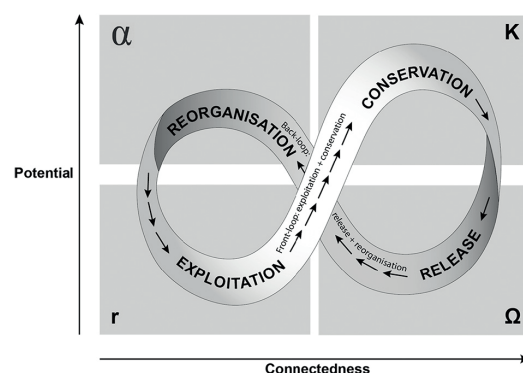 α
K
REORGANISATION
CONSERVATION
Back-loop:
Front-loop: exploitation + conservation
Potential
release + reorganisation
EXPLOITATION
RELEASE
r
Ω
Connectedness